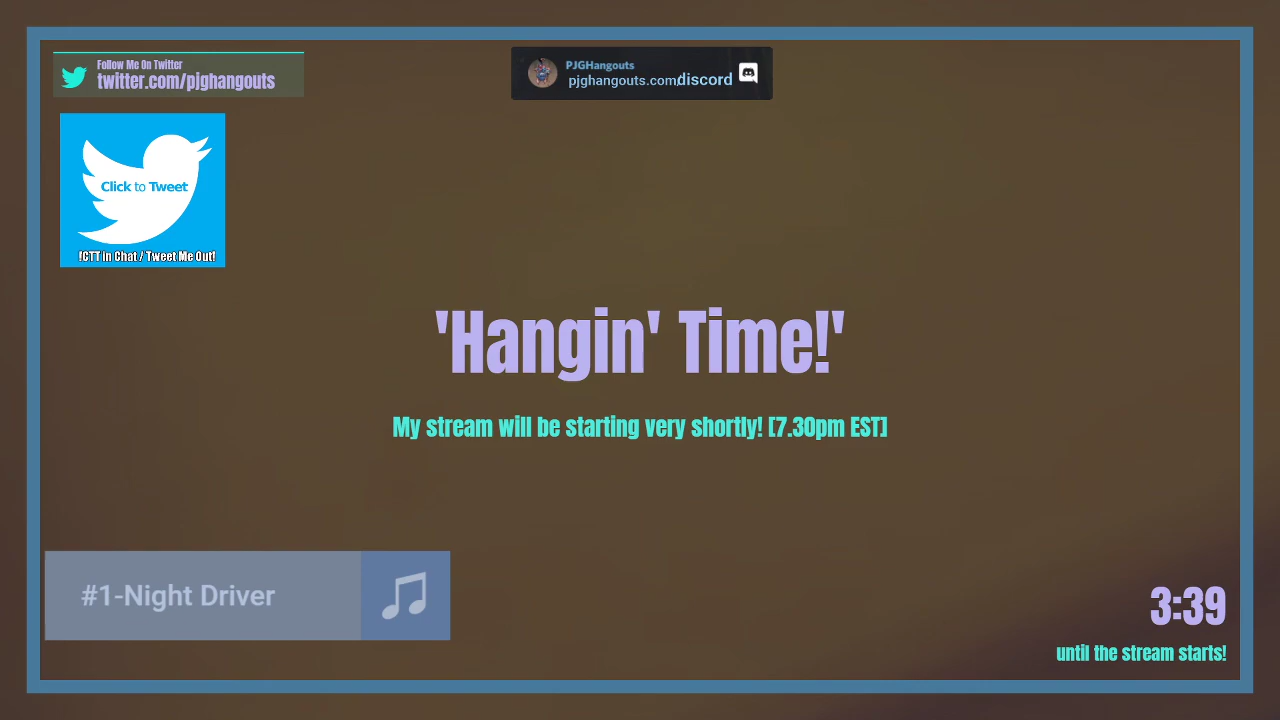 Follow Me On Twitter
twitter.com/pjghangouts
PJGHangouts
pjghangouts.com/discord
Click to Tweet
!CTT in Chat / Tweet Me Out!
'Hangin' Time!'
My stream will be starting very shortly! [7.30pm EST]
#1-Night Driver
3:39
until the stream starts!